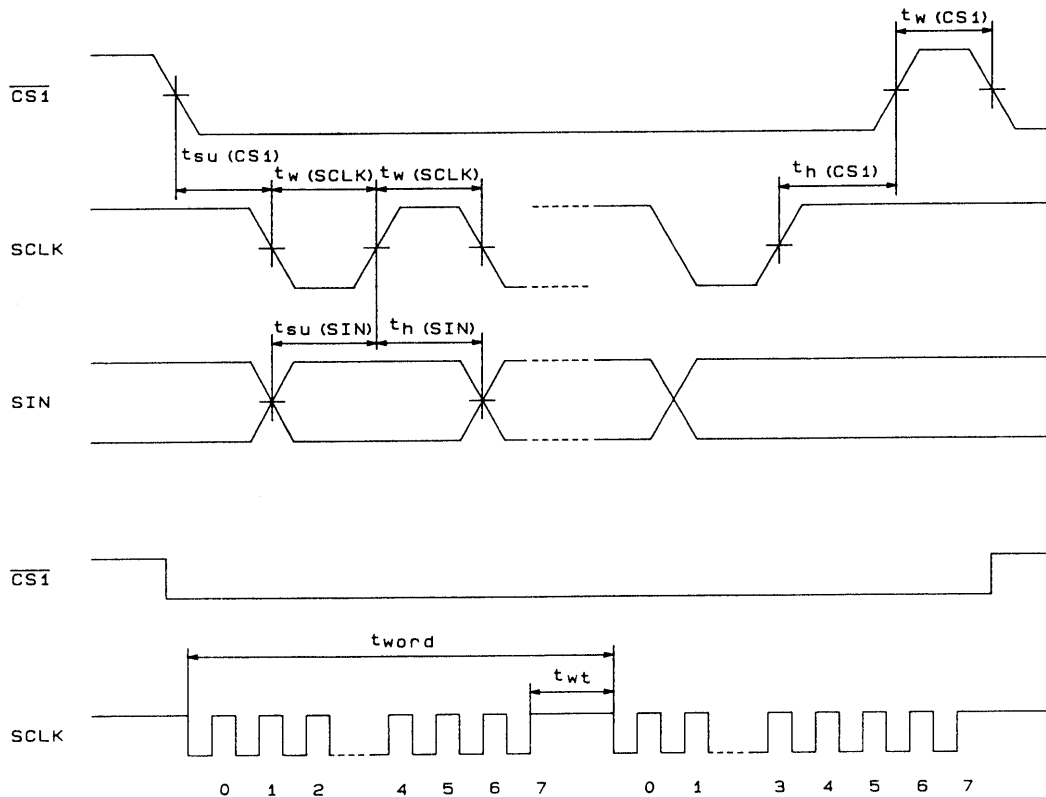 tw (CS1)
CS1
tsu (CS1)
tw (SCLK) tw (SCLK)
th (CS1)
SCLK
tsu (SIN) th (SIN)
SIN
CS1
tword
twt
SCLK
0 1 2 4 5 6 7 0 1 3 4 5 6 7